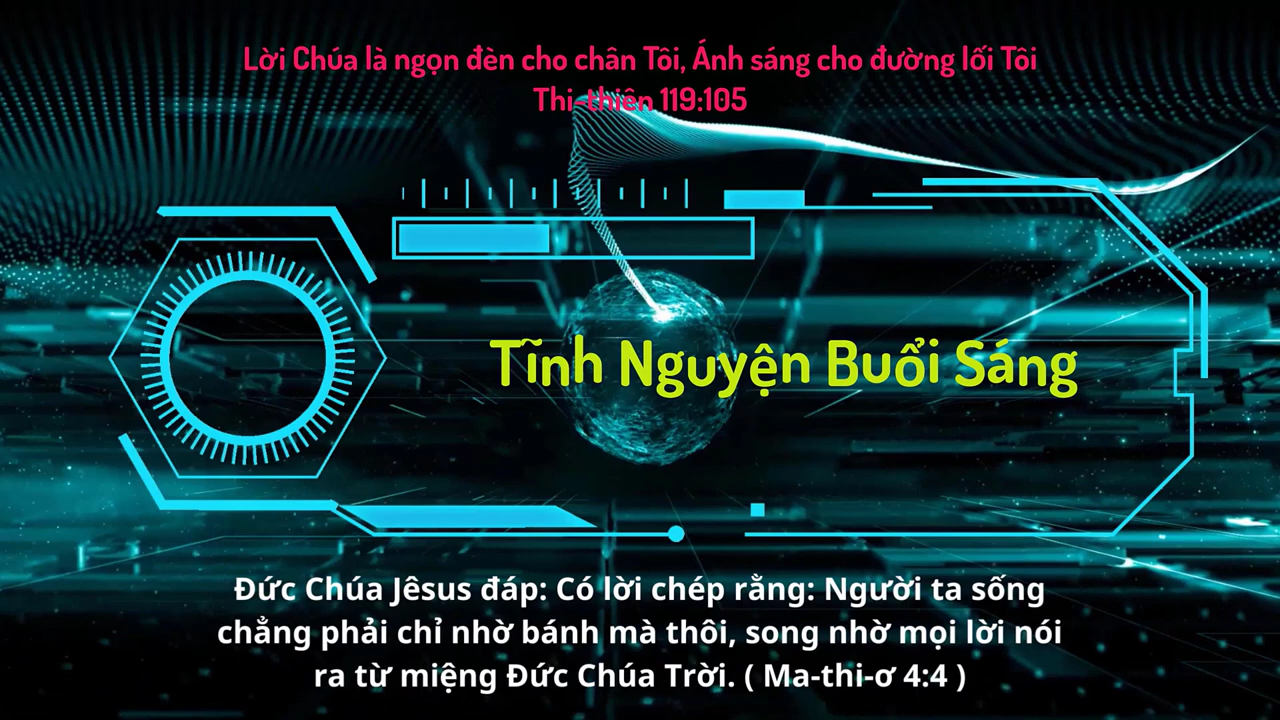 Lời Chúa là ngọn đèn cho chân Tôi, Ánh sáng cho đường lối Tôi
Thi-thiên 119:105
Tĩnh Nguyện Buổi Sáng
Đức Chúa Jêsus đáp: Có lời chép rằng: Người ta sống
chẳng phải chỉ nhờ bánh mà thôi, song nhờ mọi lời nói
ra từ miệng Đức Chúa Trời. ( Ma-thi-ơ 4:4 )